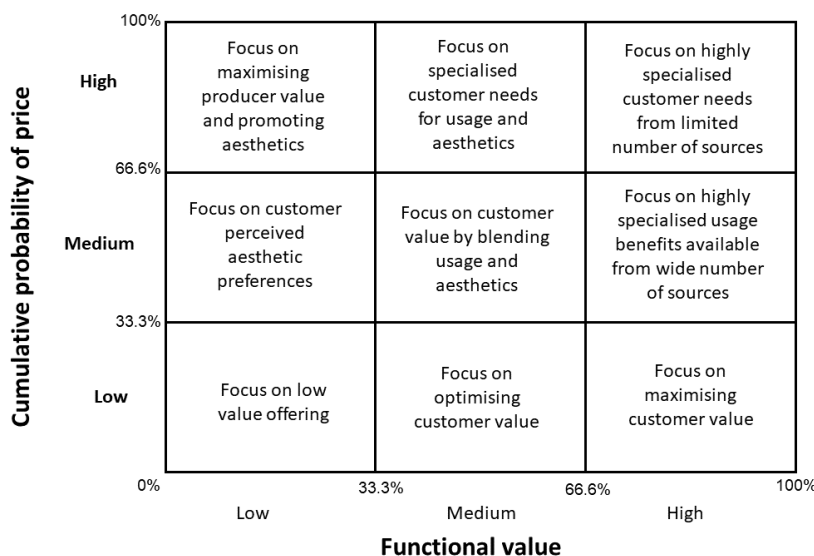 100%
Cumulative probability of price
High
Focus on
maximising
producer value
and promoting
aesthetics
Focus on
specialised
customer needs
for usage and
aesthetics
Focus on highly
specialised
customer needs
from limited
number of sources
66.6%
Medium
Focus on customer
perceived
aesthetic
preferences
Focus on customer
value by blending
usage and
aesthetics
Focus on highly
specialised usage
benefits available
from wide number
of sources
33.3%
Low
Focus on low
value offering
Focus on
optimising
customer value
Focus on
maximising
customer value
0%
33.3%
66.6%
100%
Low
Medium
High
Functional value